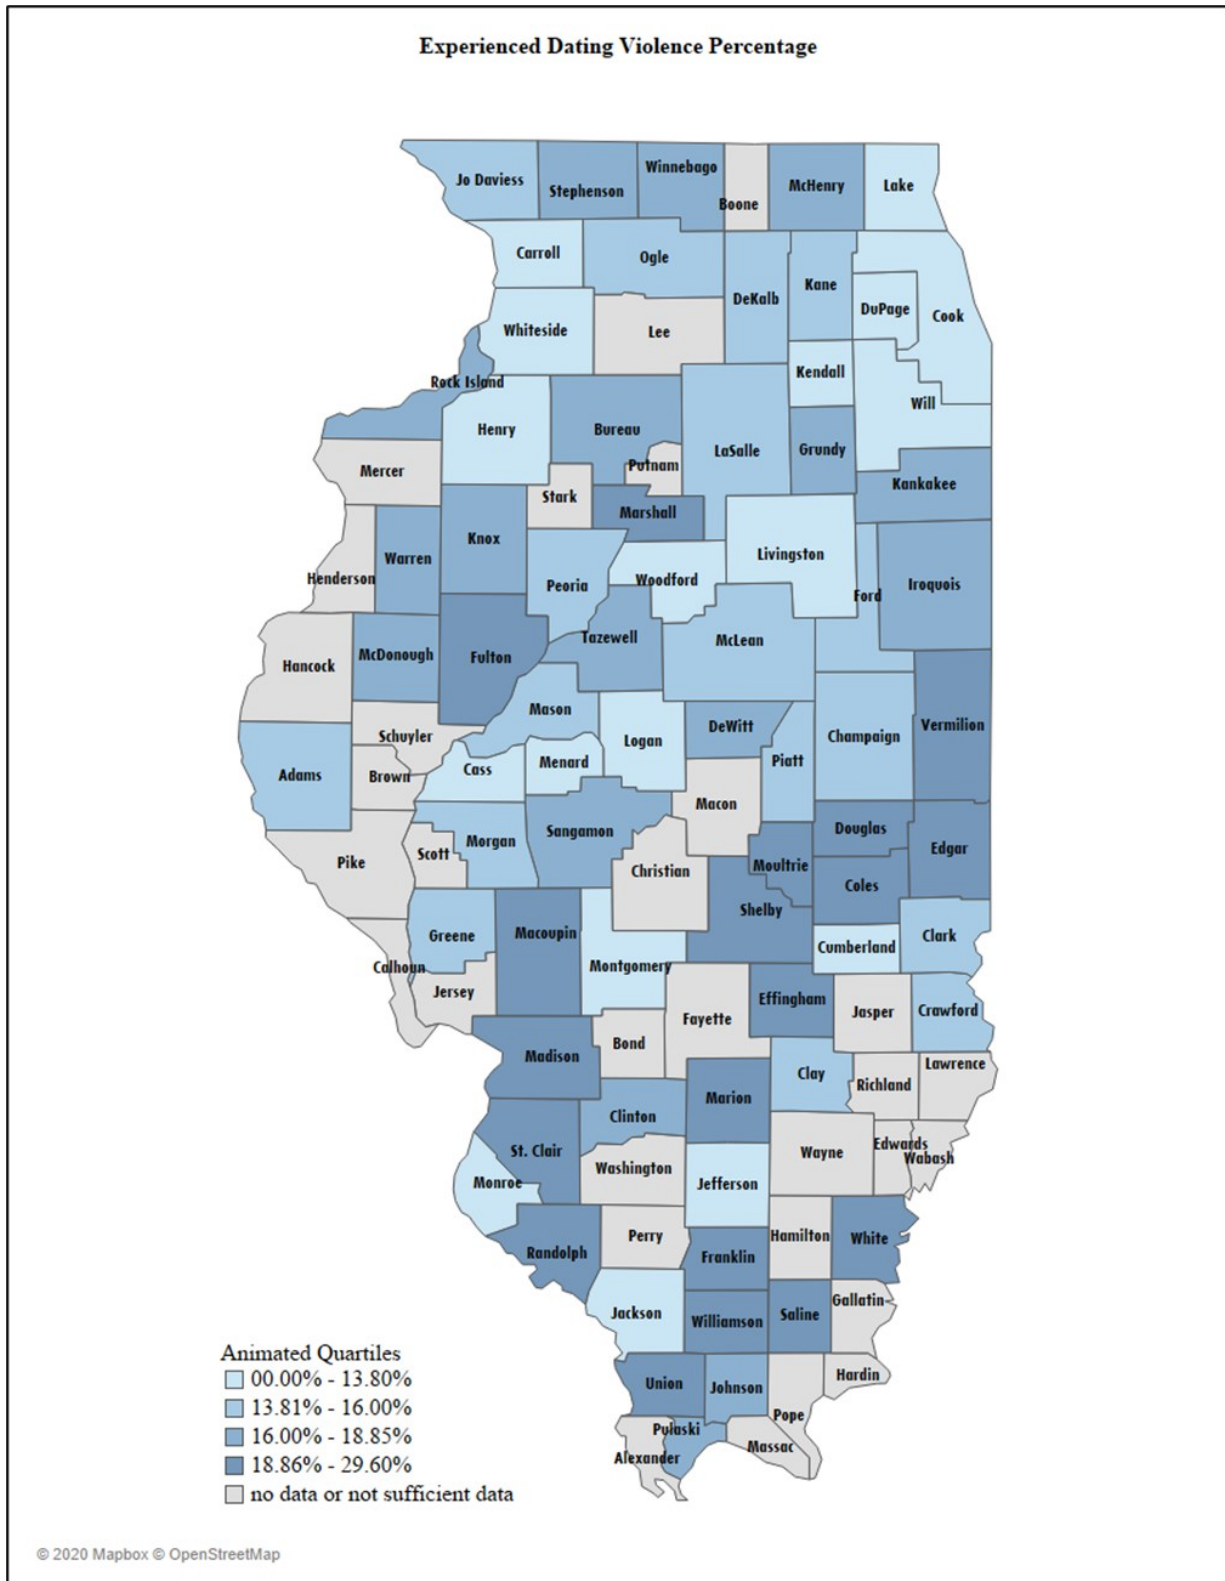 Experienced Dating Violence Percentage
Jo Daviess
Stephenson
Winnebago
Boone
McHenry
Lake
Carroll
Ogle
DeKalb
Kane
DuPage
Cook
Whiteside
Lee
Kendall
Will
Rock Island
Henry
Bureau
Putnam
LaSalle
Grundy
Kankakee
Mercer
Stark
Marshall
Henderson
Warren
Knox
Peoria
Woodford
Livingston
Ford
Iroquois
Hancock
McDonough
Fulton
Tazewell
McLean
Schuyler
Mason
Logan
DeWitt
Piatt
Champaign
Vermilion
Adams
Brown
Cass
Menard
Macon
Pike
Scott
Morgan
Sangamon
Christian
Moultrie
Douglas
Edgar
Coles
Shelby
Greene
Macoupin
Montgomery
Cumberland
Clark
Calhoun
Jersey
Fayette
Effingham
Jasper
Crawford
Madison
Bond
Clay
Richland
Lawrence
Marion
Clinton
St. Clair
Washington
Wayne
Edwards
Wabash
Monroe
Jefferson
Randolph
Perry
Franklin
Hamilton
White
Jackson
Williamson
Saline
Gallatin
Union
Johnson
Pope
Hardin
Pulaski
Alexander
Massac
Animated Quartiles
00.00% - 13.80%
13.81% - 16.00%
16.00% - 18.85%
18.86% - 29.60%
no data or not sufficient data
© 2020 Mapbox © OpenStreetMap